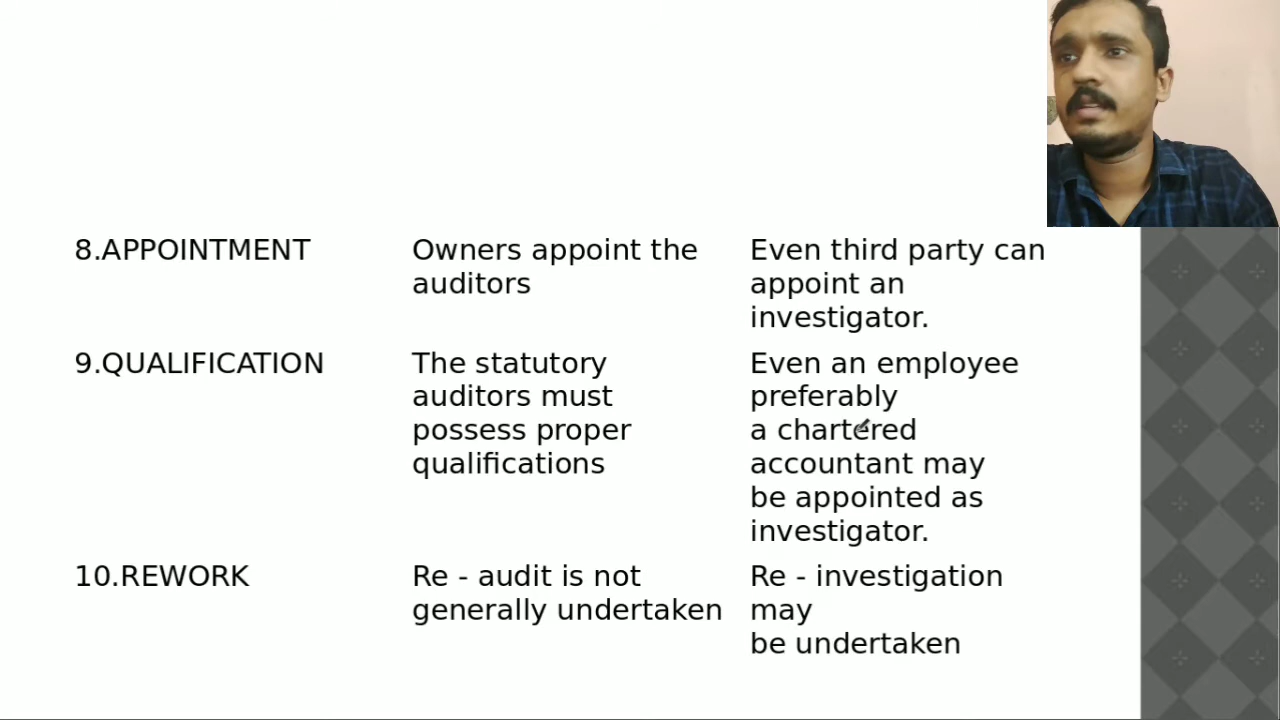 8.APPOINTMENT
Owners appoint the
auditors
Even third party can
appoint an
investigator.
9.QUALIFICATION
The statutory
auditors must
possess proper
qualifications
Even an employee
preferably
a chartered
accountant may
be appointed as
investigator.
10.REWORK
Re - audit is not
generally undertaken
Re - investigation
may
be undertaken